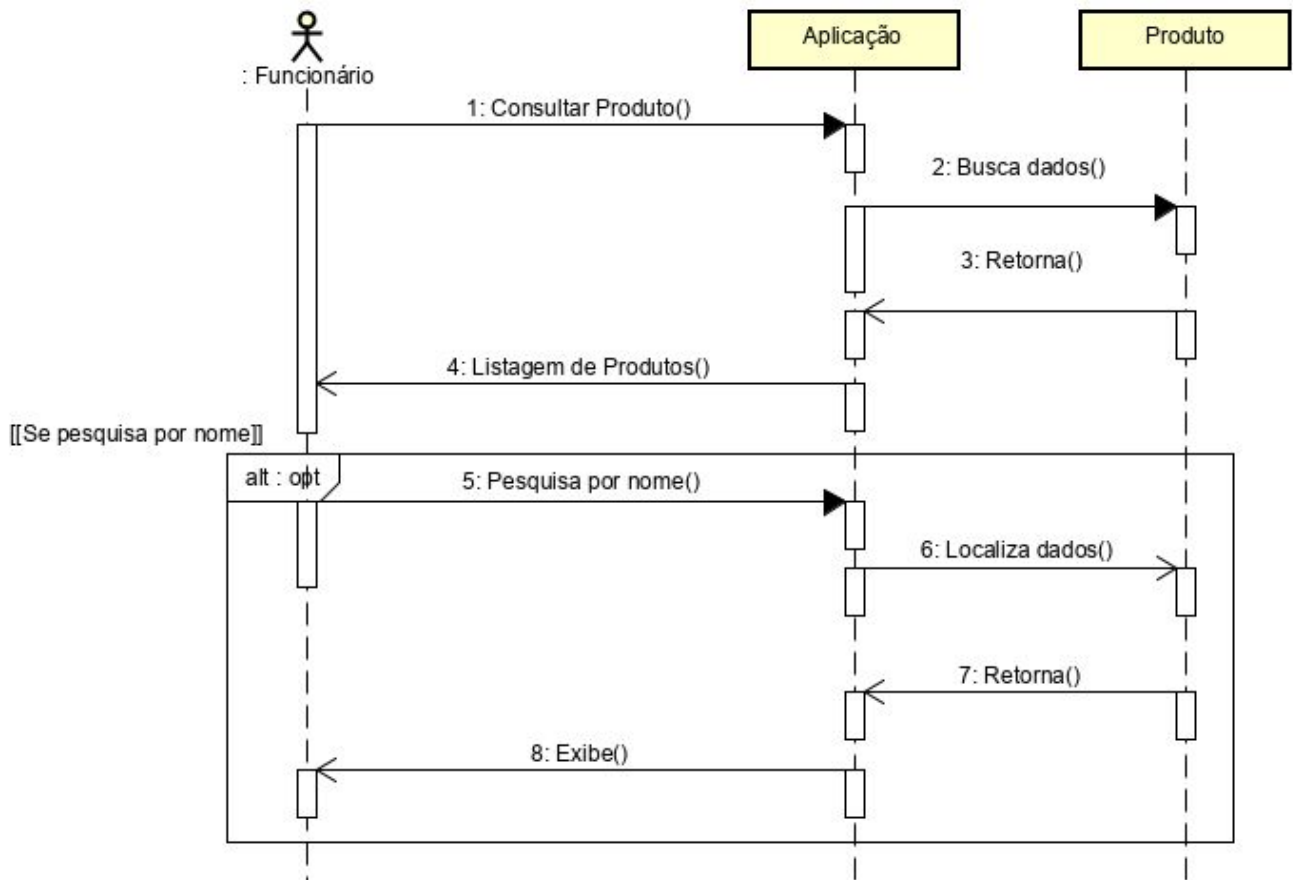 : Funcionário
Aplicação
Produto
1: Consultar Produto()
2: Busca dados()
3: Retorna()
4: Listagem de Produtos()
[[Se pesquisa por nome]]
alt : opt
5: Pesquisa por nome()
6: Localiza dados()
7: Retorna()
8: Exibe()